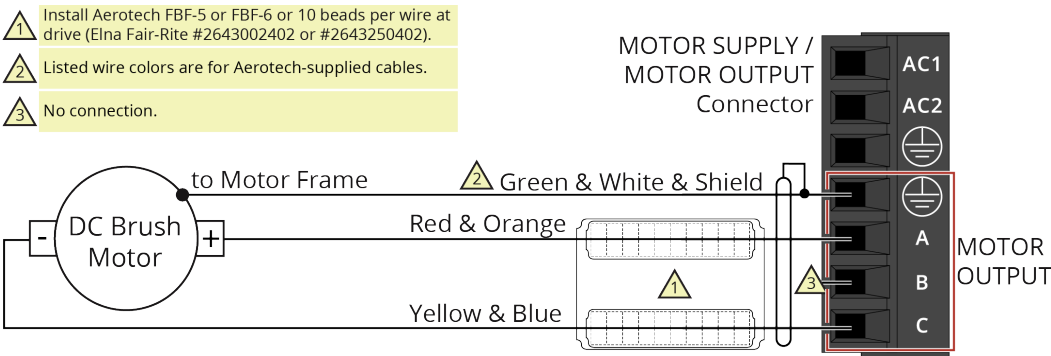 1
Install Aerotech FBF-5 or FBF-6 or 10 beads per wire at
drive (Elna Fair-Rite #2643002402 or #2643250402).
2
Listed wire colors are for Aerotech-supplied cables.
3
No connection.
MOTOR SUPPLY /
MOTOR OUTPUT
Connector
AC1
AC2
to Motor Frame
2
Green & White & Shield
DC Brush
Motor
-
+
Red & Orange
A
MOTOR
OUTPUT
1
3
B
Yellow & Blue
C